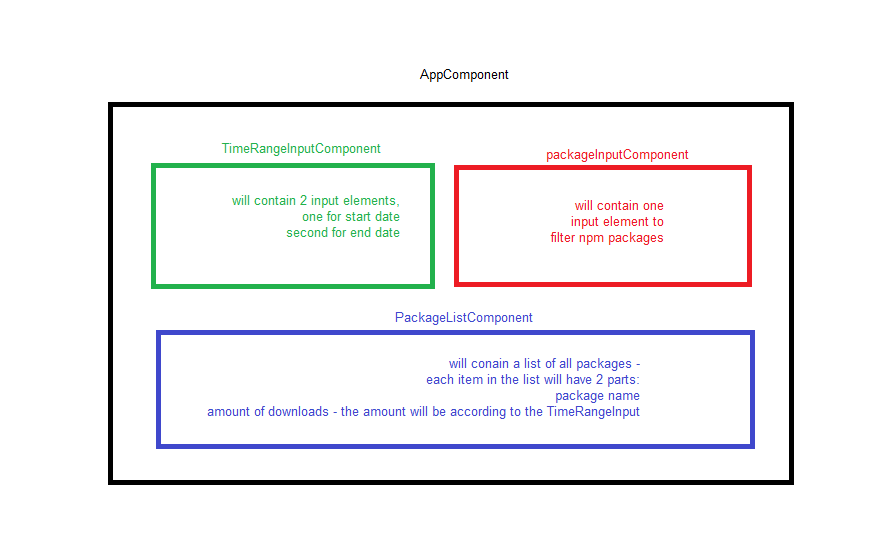 AppComponent
TimeRangeInputComponent
will contain 2 input elements,
one for start date
second for end date
packageInputComponent
will contain one
input element to
filter npm packages
PackageListComponent
will conain a list of all packages -
each item in the list will have 2 parts:
package name
amount of downloads - the amount will be according to the TimeRangeInput